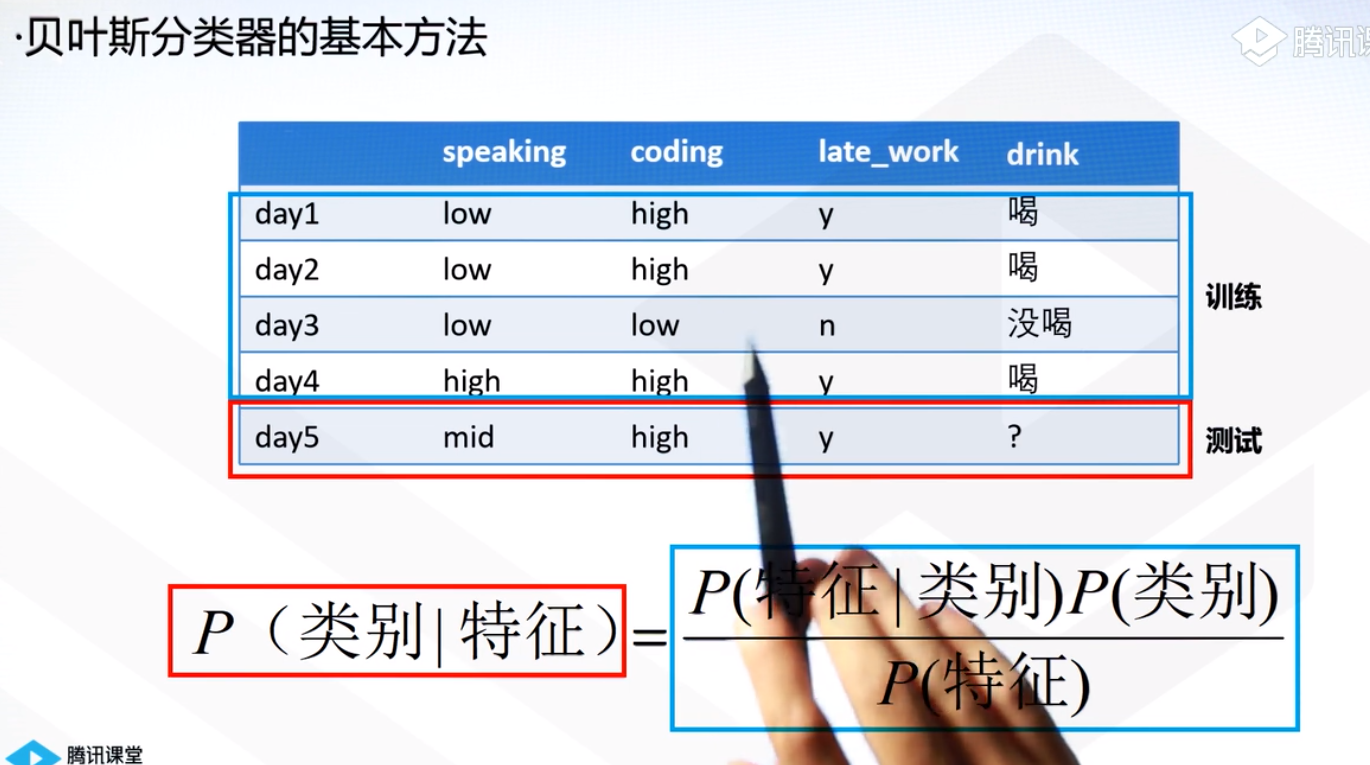 ·贝叶斯分类器的基本方法
腾讯课
speaking coding late_work drink
day1 low high y 喝
day2 low high y 喝
day3 low low n 没喝
day4 high high y 喝
day5 mid high y ?
训练
测试
P（类别|特征）= P(特征|类别)P(类别)
P(特征)
腾讯课堂